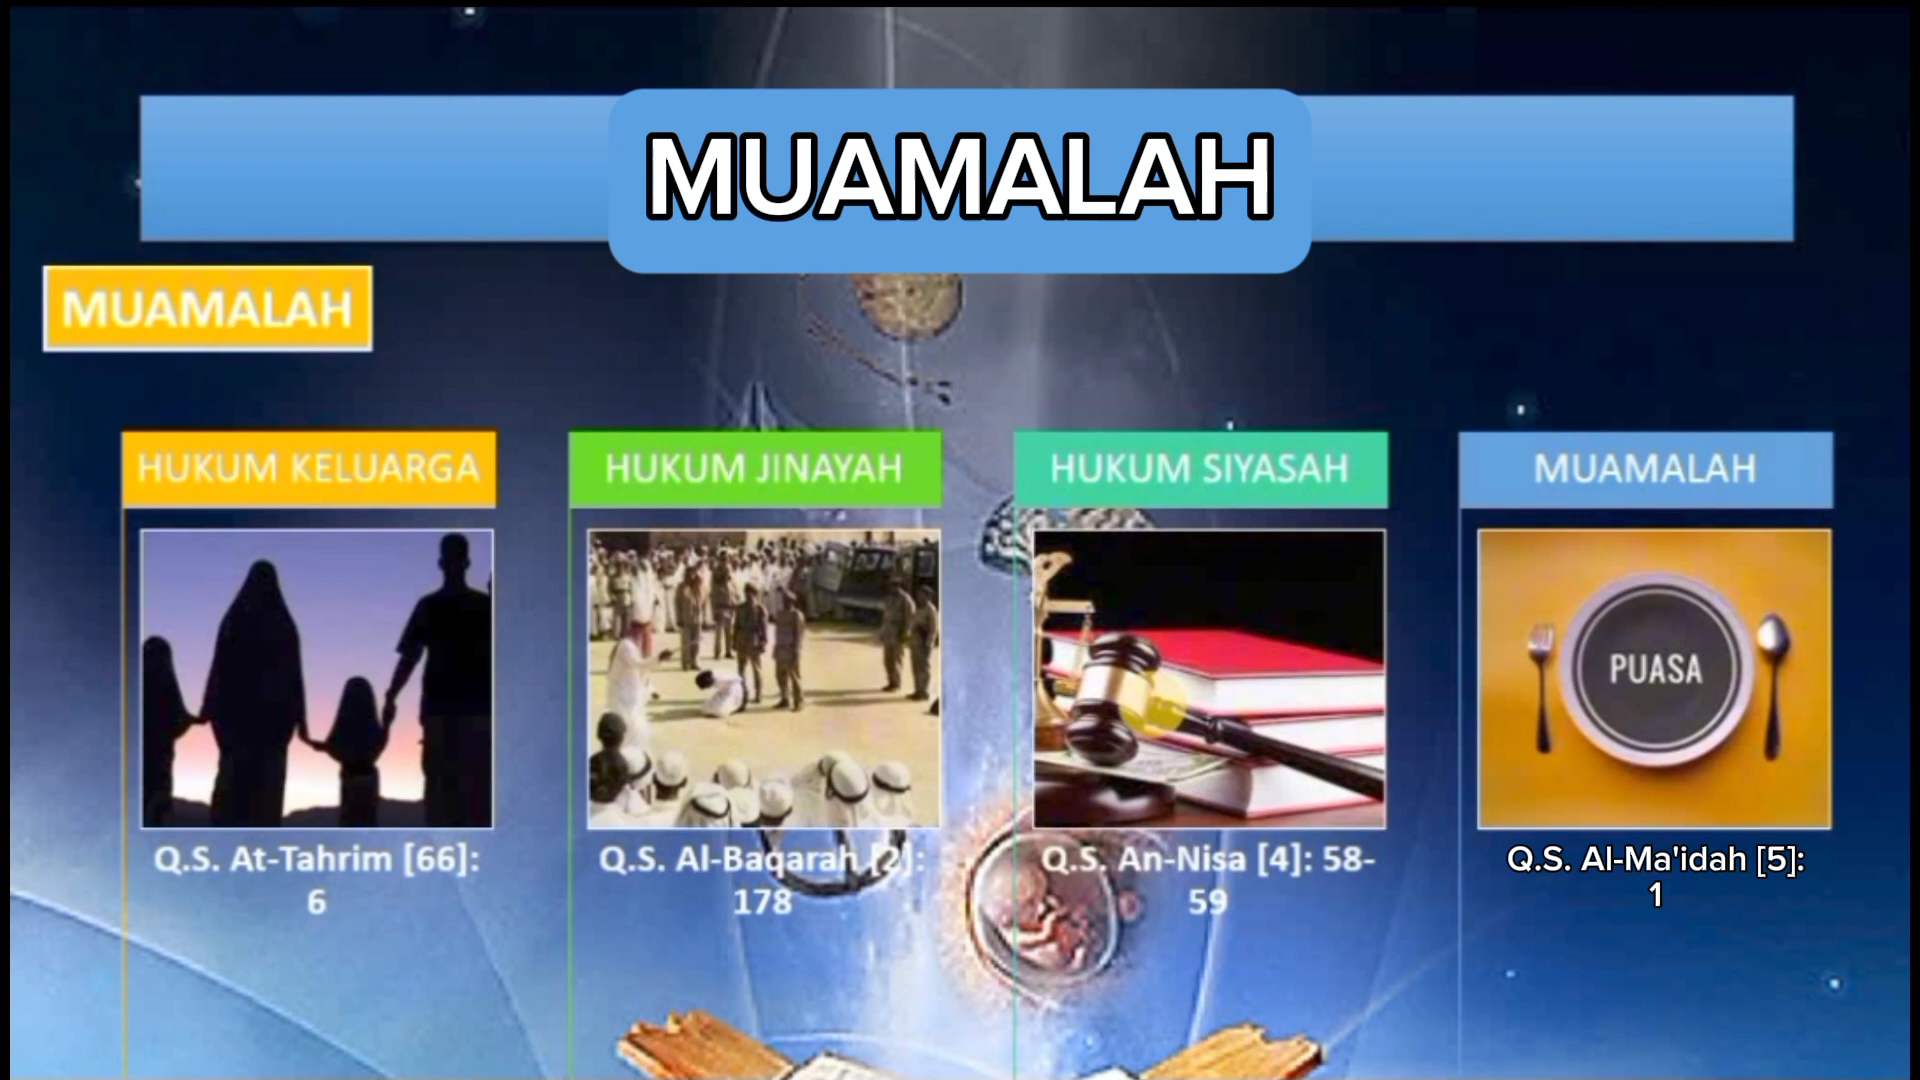 MUAMALAH
MUAMALAH
HUKUM KELUARGA
Q.S. At-Tahrim [66]:
6
HUKUM JINAYAH
Q.S. Al-Baqarah [2]:
178
HUKUM SIYASAH
Q.S. An-Nisa [4]: 58-
59
MUAMALAH
PUASA
Q.S. Al-Ma'idah [5]:
1